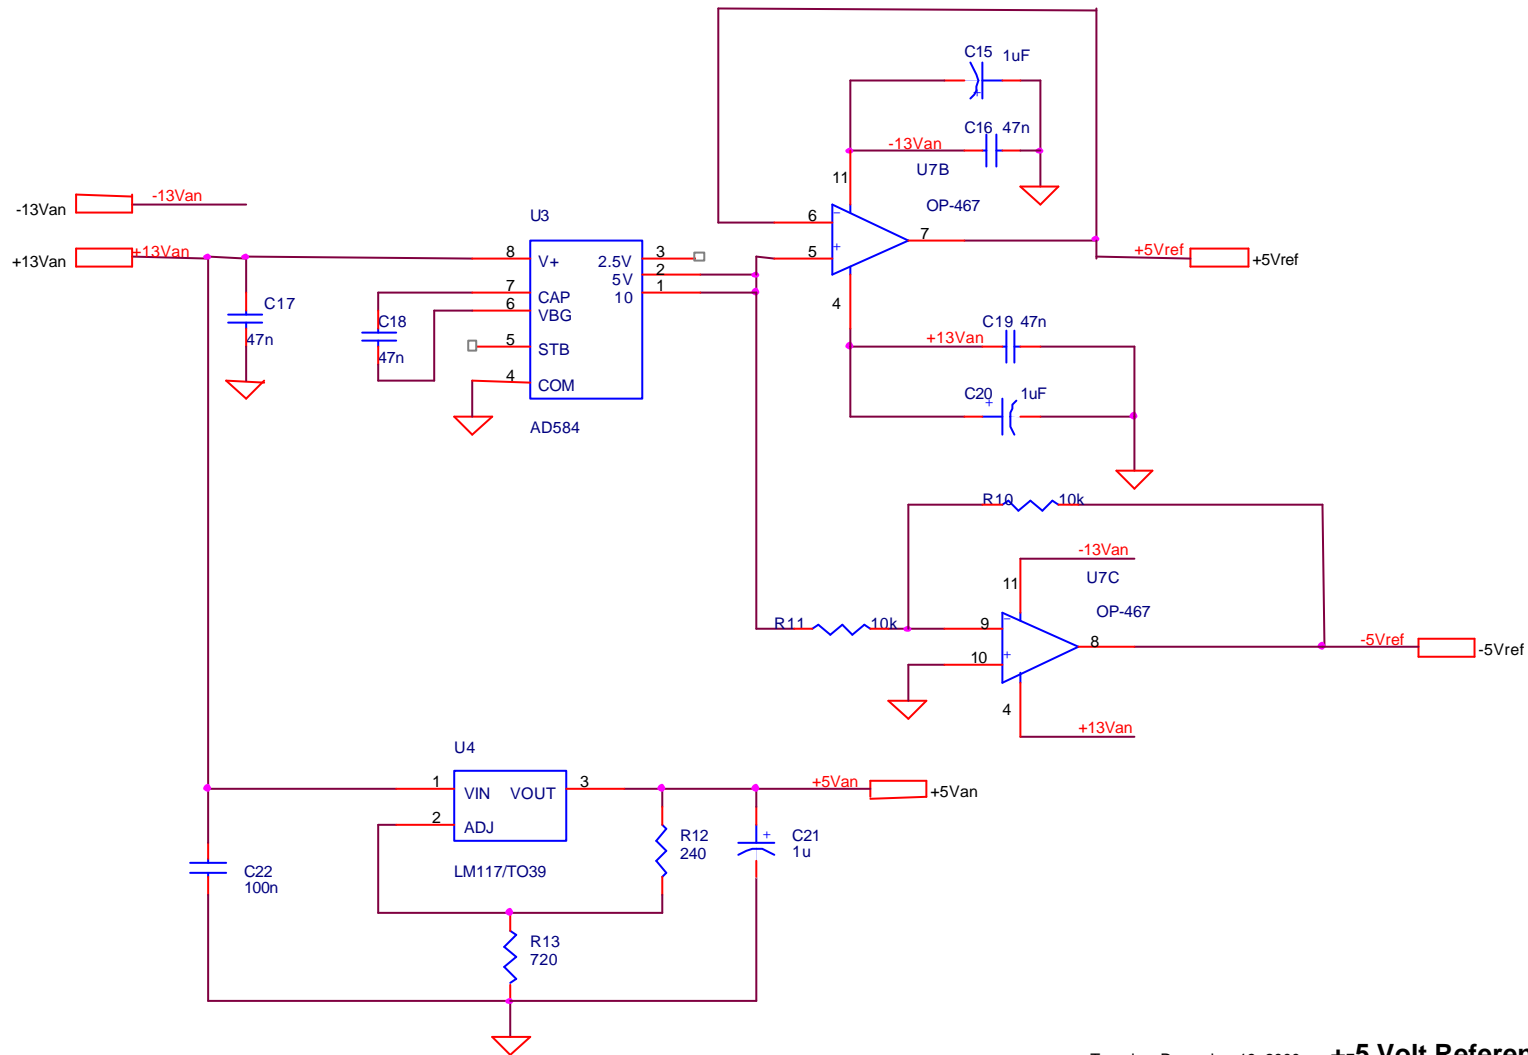 C15 1uF
C16 47n
-13Van
U7B
11
OP-467
-13Van
-13Van
6
7
5
+5Vref
+5Vref
+13Van
+13Van
U3
8
V+
2.5V
3
5V
2
7
CAP
10
1
6
VBG
5
STB
4
COM
AD584
C17
47n
C18
47n
4
C19 47n
+13Van
C20
1uF
R10
10k
-13Van
U7C
11
OP-467
R11
10k
9
10
8
-5Vref
-5Vref
4
+13Van
U4
1
VIN
VOUT
3
+5Van
+5Van
2
ADJ
LM117/TO39
R12
240
C21
1u
C22
100n
R13
720